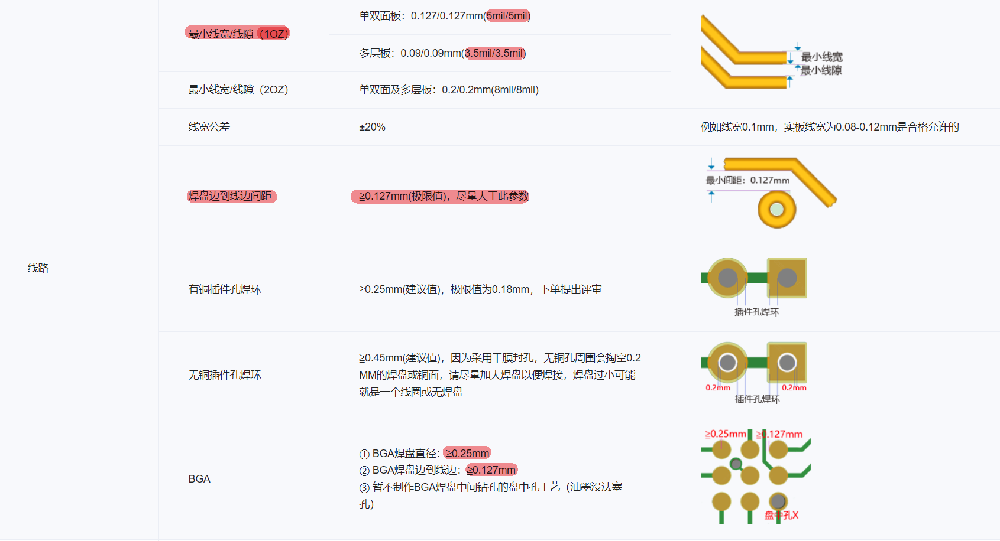 单双面板：0.127/0.127mm(5mil/5mil)
最小线宽/线隙（1OZ）
多层板：0.09/0.09mm(3.5mil/3.5mil)
最小线宽
最小线隙
最小线宽/线隙（2OZ）
单双面及多层板：0.2/0.2mm(8mil/8mil)
线宽公差
±20%
例如线宽0.1mm，实板线宽为0.08-0.12mm是合格允许的
焊盘边到线边间距
≧0.127mm(极限值)，尽量大于此参数
最小间距：0.127mm
线路
有铜插件孔焊环
≧0.25mm(建议值)，极限值为0.18mm，下单提出评审
插件孔焊环
无铜插件孔焊环
≧0.45mm(建议值)，因为采用干膜封孔，无铜孔周围会掏空0.2
MM的焊盘或铜面，请尽量加大焊盘以便焊接，焊盘过小可能
就是一个线圈或无焊盘
0.2mm
0.2mm
插件孔焊环
BGA
① BGA焊盘直径：≧0.25mm
② BGA焊盘边到线边：≧0.127mm
③ 暂不制作BGA焊盘中间钻孔的盘中孔工艺（油墨没法塞
孔）
≧0.25mm
≧0.127mm
盘中孔X